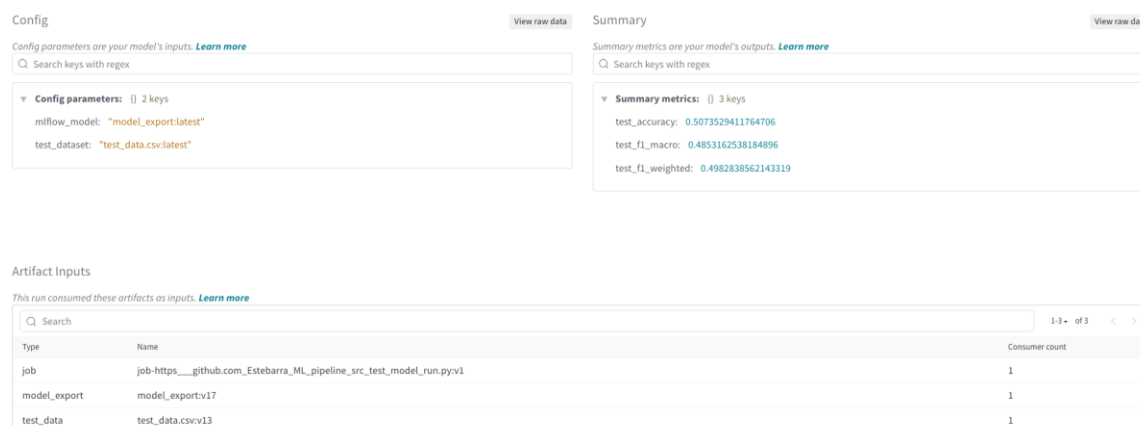 Config
View raw data
Config parameters are your model's inputs. Learn more
Search keys with regex
Config parameters: {} 2 keys
mlflow_model: "model_export:latest"
test_dataset: "test_data.csv:latest"
Summary
View raw da
Summary metrics are your model's outputs. Learn more
Search keys with regex
Summary metrics: {} 3 keys
test_accuracy: 0.5073529411764706
test_f1_macro: 0.4853162538184896
test_f1_weighted: 0.4982838562143319
Artifact Inputs
This run consumed these artifacts as inputs. Learn more
Search
1-3 of 3
Type Name Consumer count
job job-https___github.com_Estebarra_ML_pipeline_src_test_model_run.py:v1 1
model_export model_export:v17 1
test_data test_data.csv:v13 1